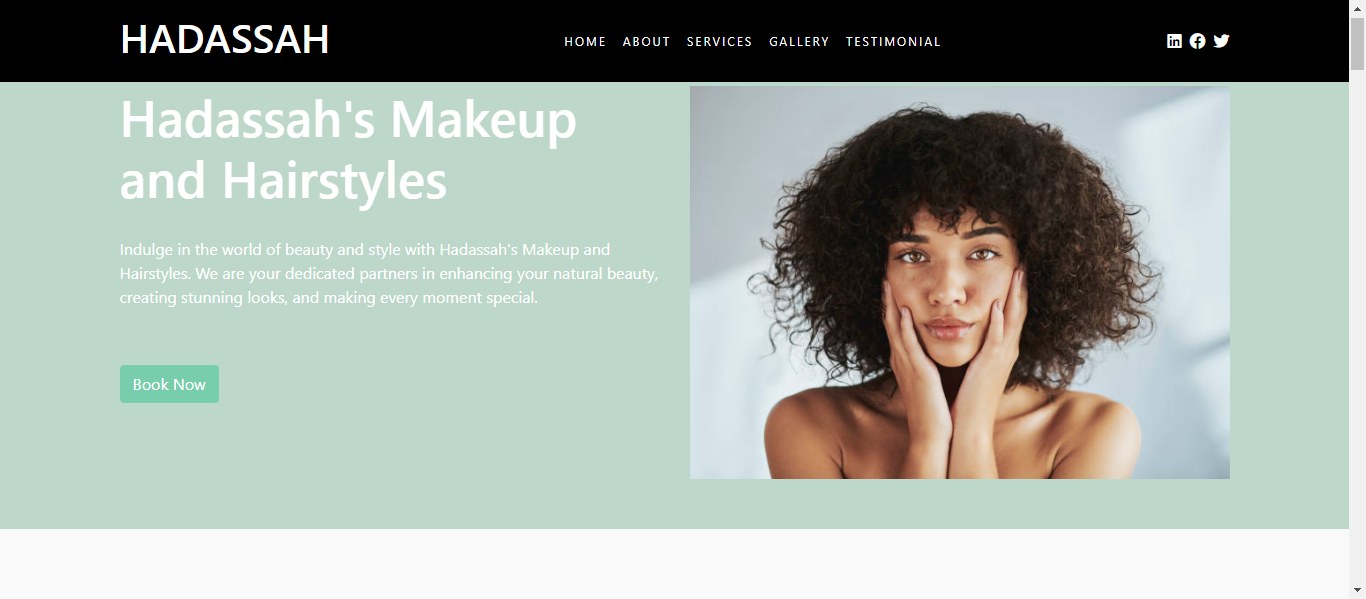 HADASSAH
HOME ABOUT SERVICES GALLERY TESTIMONIAL
Hadassah's Makeup
and Hairstyles
Indulge in the world of beauty and style with Hadassah's Makeup and
Hairstyles. We are your dedicated partners in enhancing your natural beauty,
creating stunning looks, and making every moment special.
Book Now